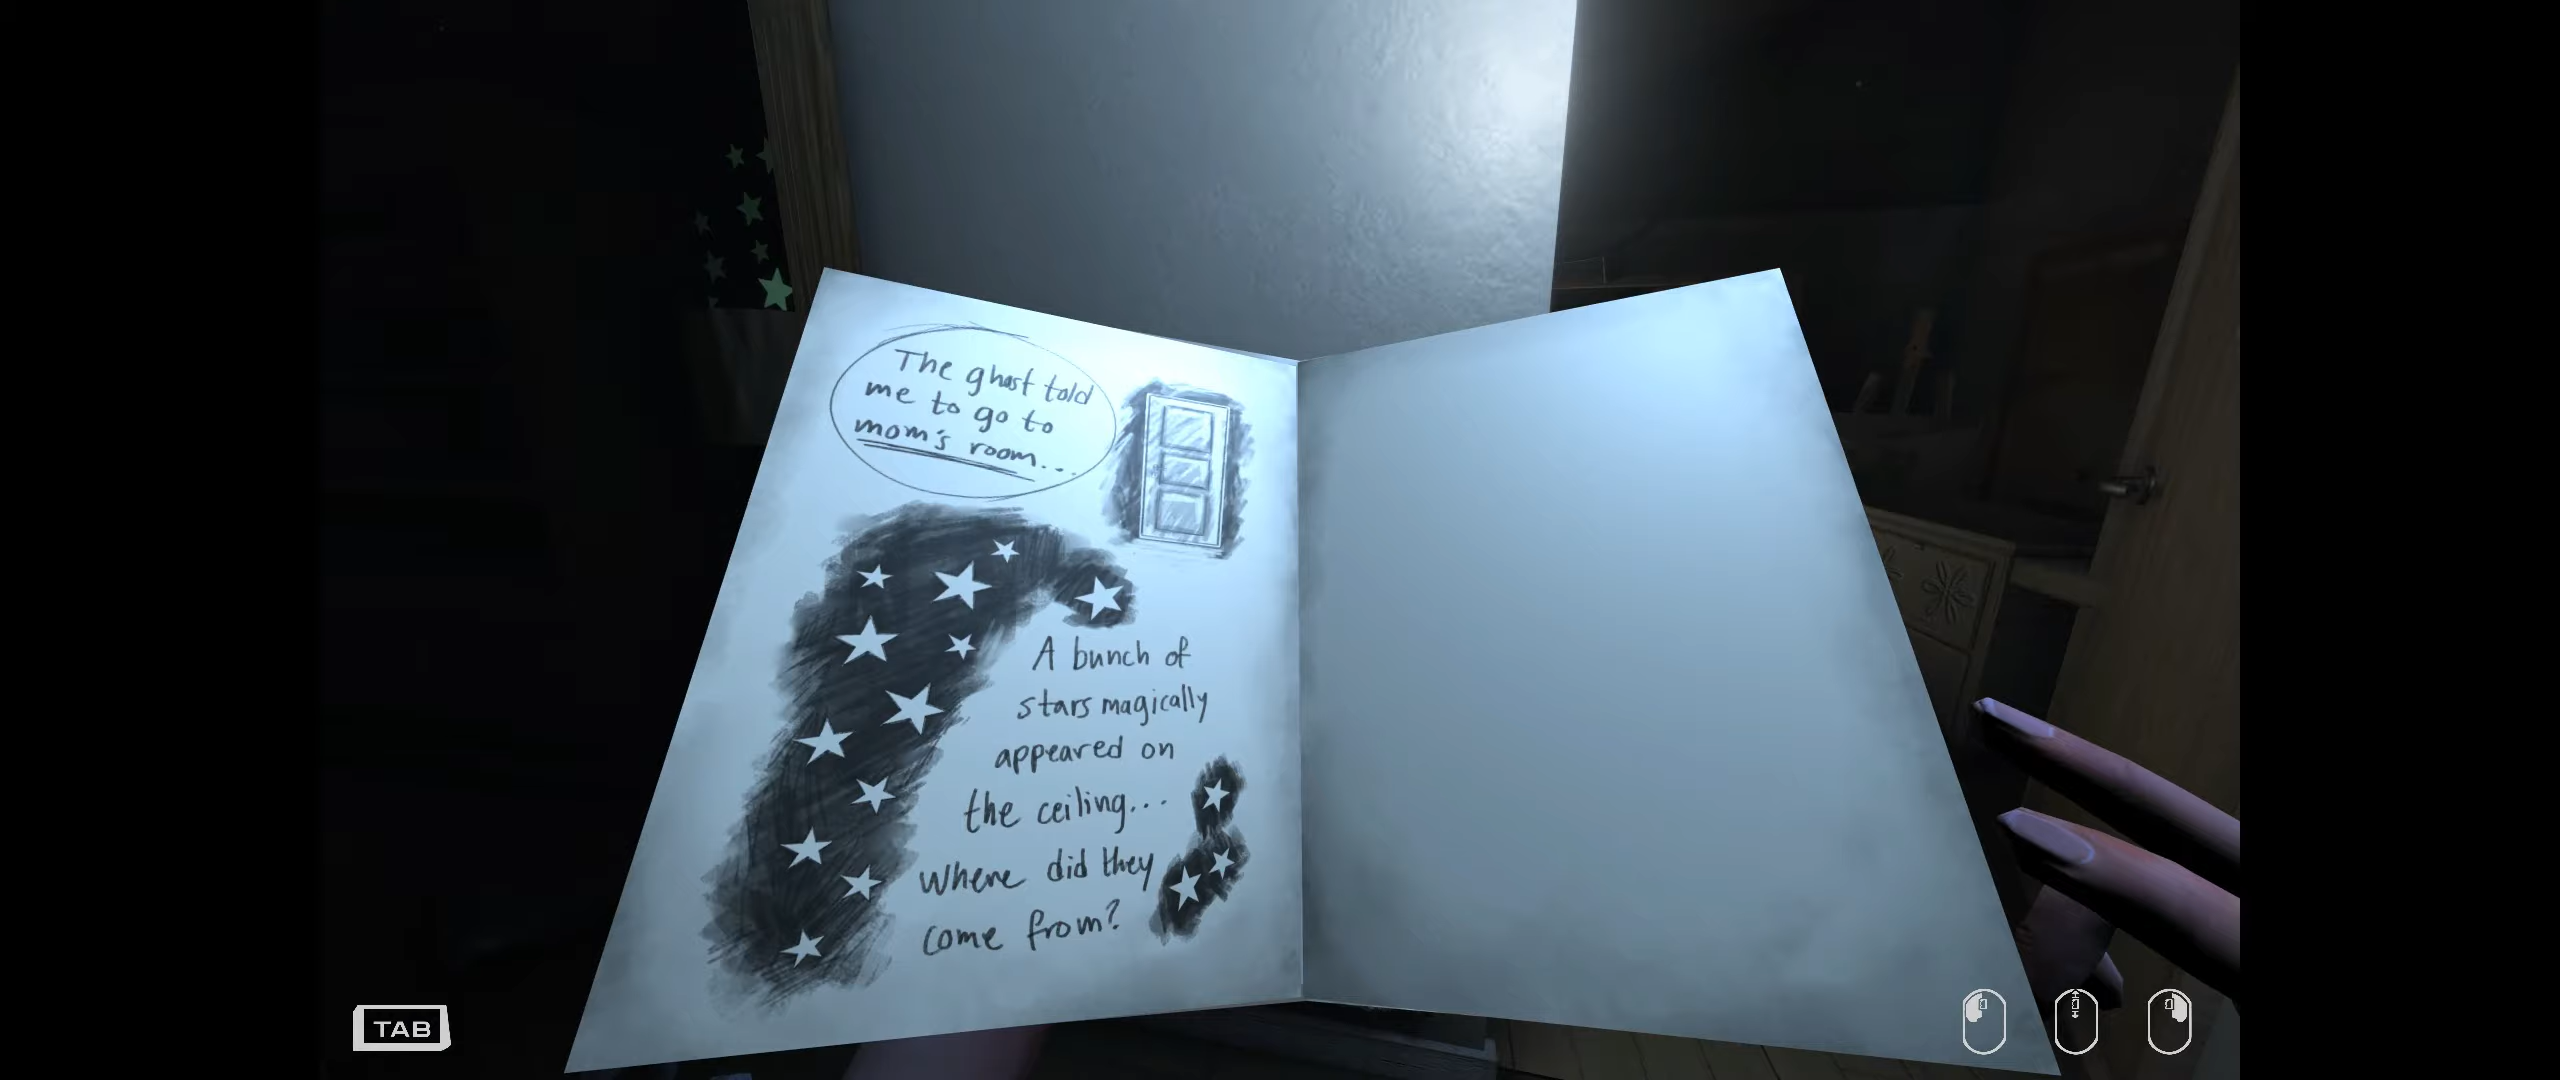 The ghost told
me to go to
mom's room...
A bunch of
stars magically
appeared on
the ceiling...
Where did they
come from?
TAB